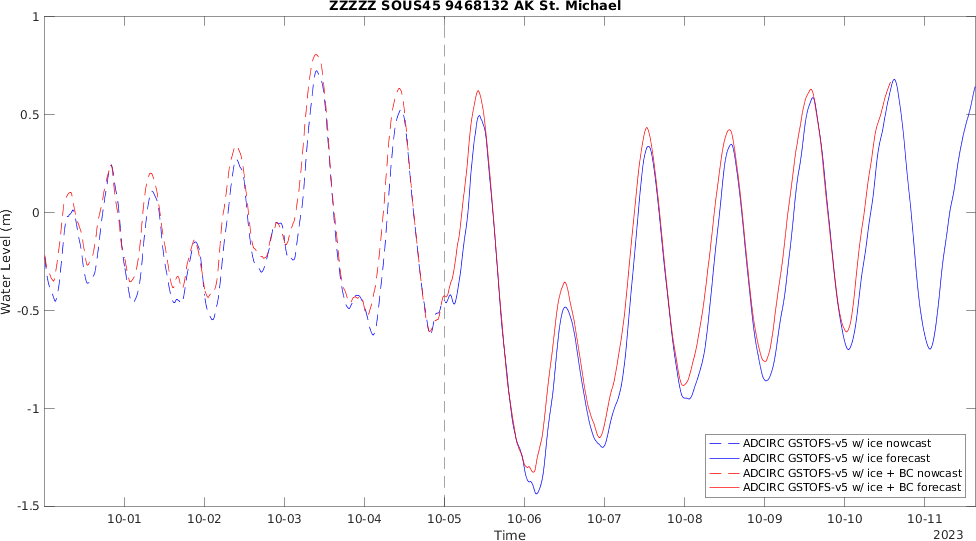 ZZZZZ SOUS45 9468132 AK St. Michael
1
0.5
0
-0.5
-1
-1.5
Water Level (m)
10-01 10-02 10-03 10-04 10-05 10-06 10-07 10-08 10-09 10-10 10-11
Time
2023
ADCIRC GSTOFS-v5 w/ ice nowcast
ADCIRC GSTOFS-v5 w/ ice forecast
ADCIRC GSTOFS-v5 w/ ice + BC nowcast
ADCIRC GSTOFS-v5 w/ ice + BC forecast